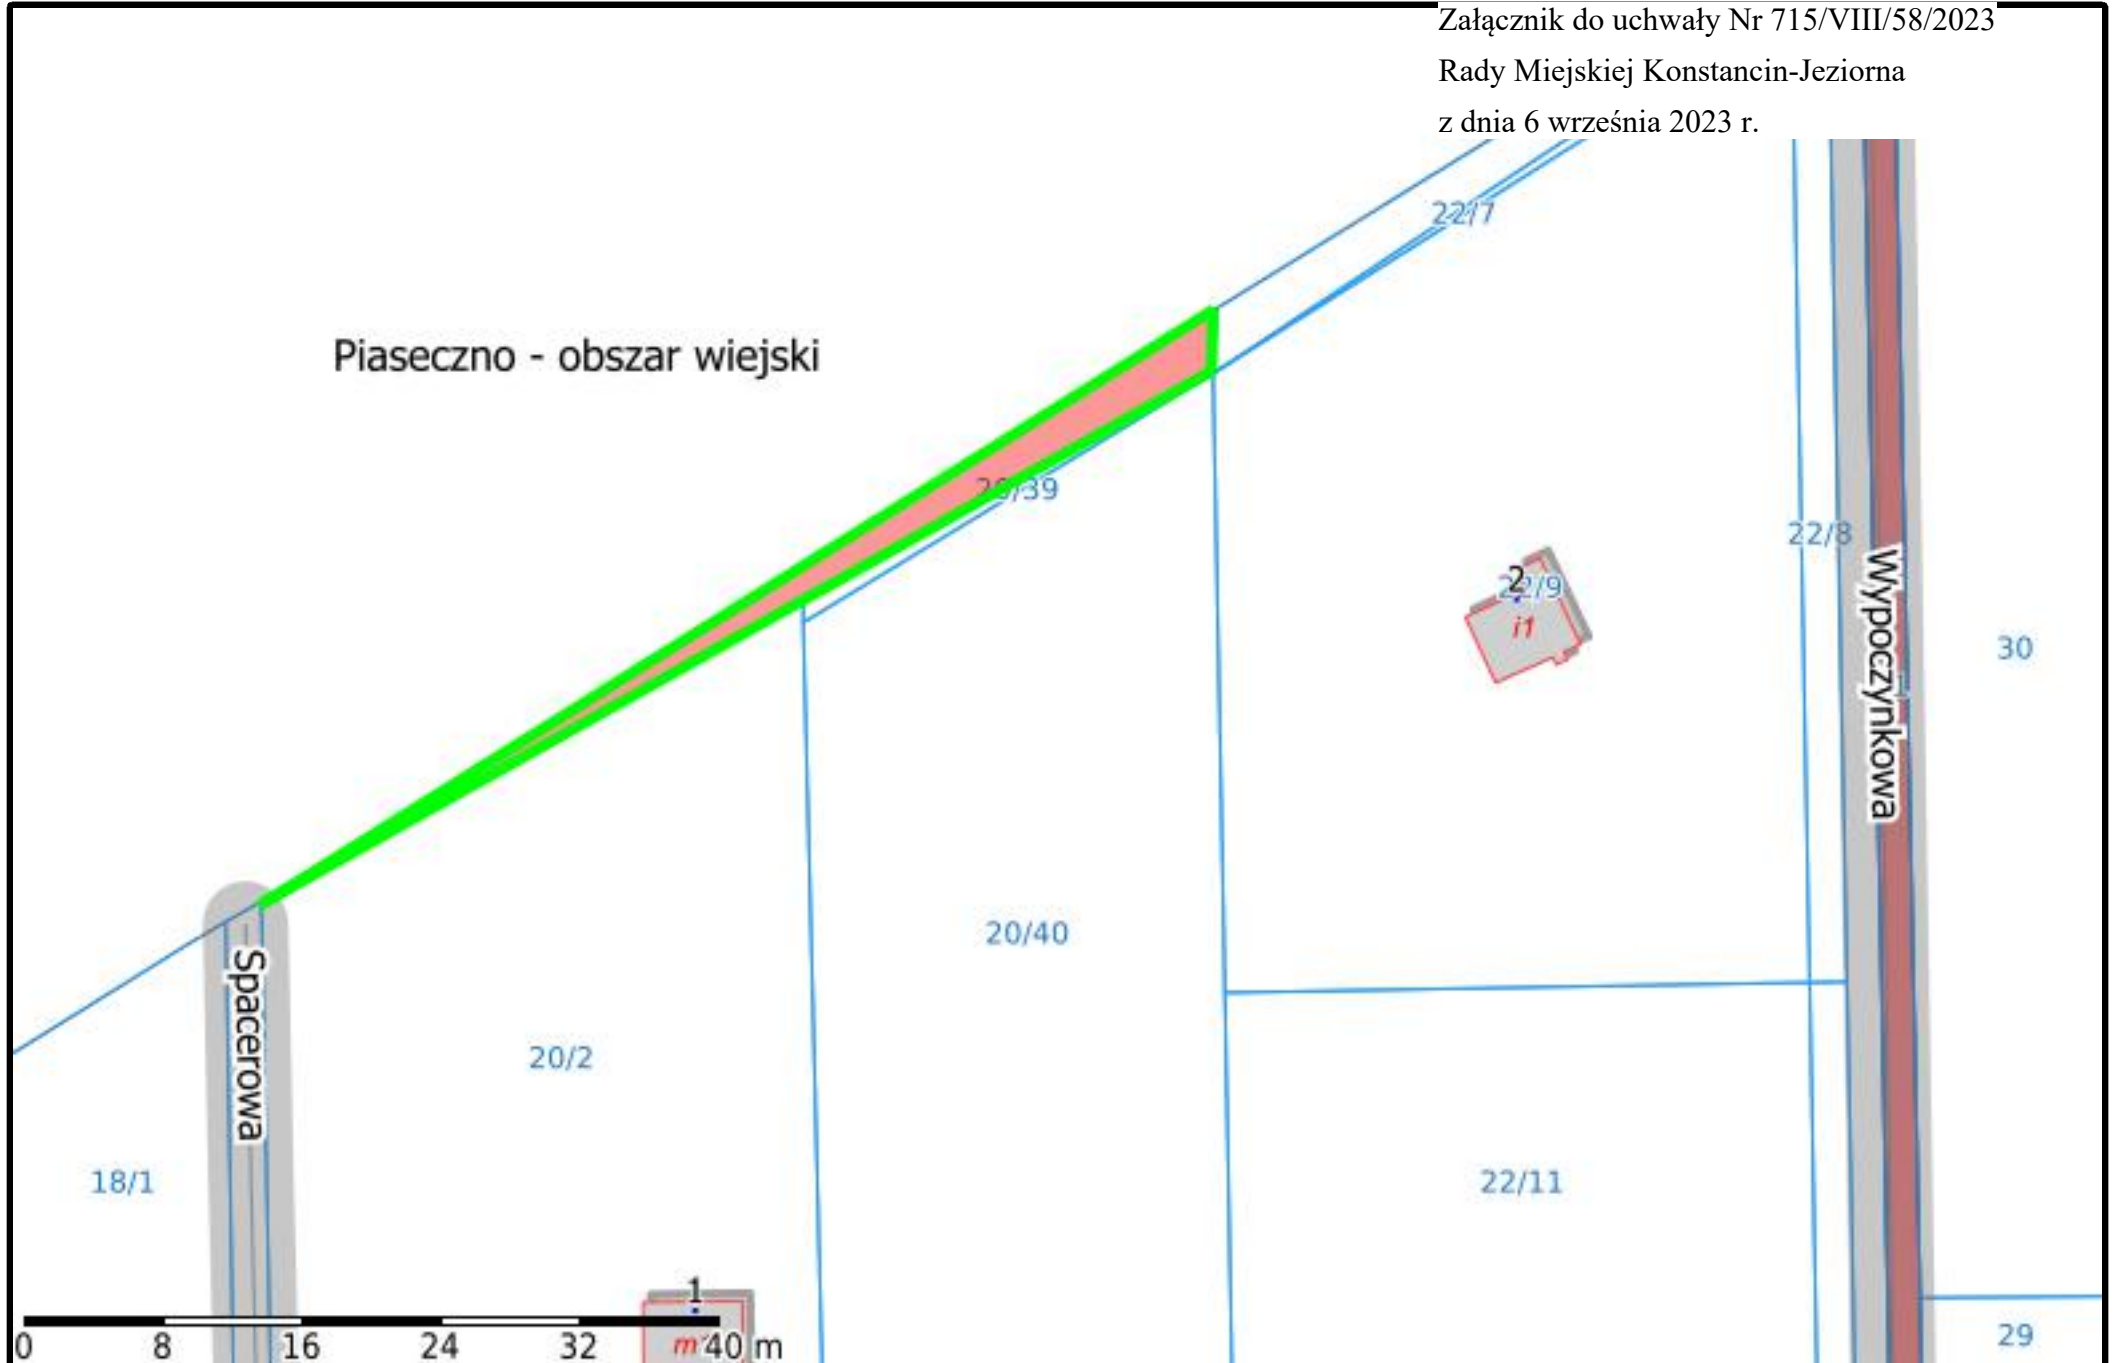 Załącznik do uchwały Nr 715/VIII/58/2023
Rady Miejskiej Konstancin-Jeziorna
z dnia 6 września 2023 r.
22/7
Piaseczno - obszar wiejski
20/39
22/8
2
22/9
i1
Wypoczynkowa
30
20/40
Spacerowa
20/2
18/1
22/11
1
0 8 16 24 32 40 m
29